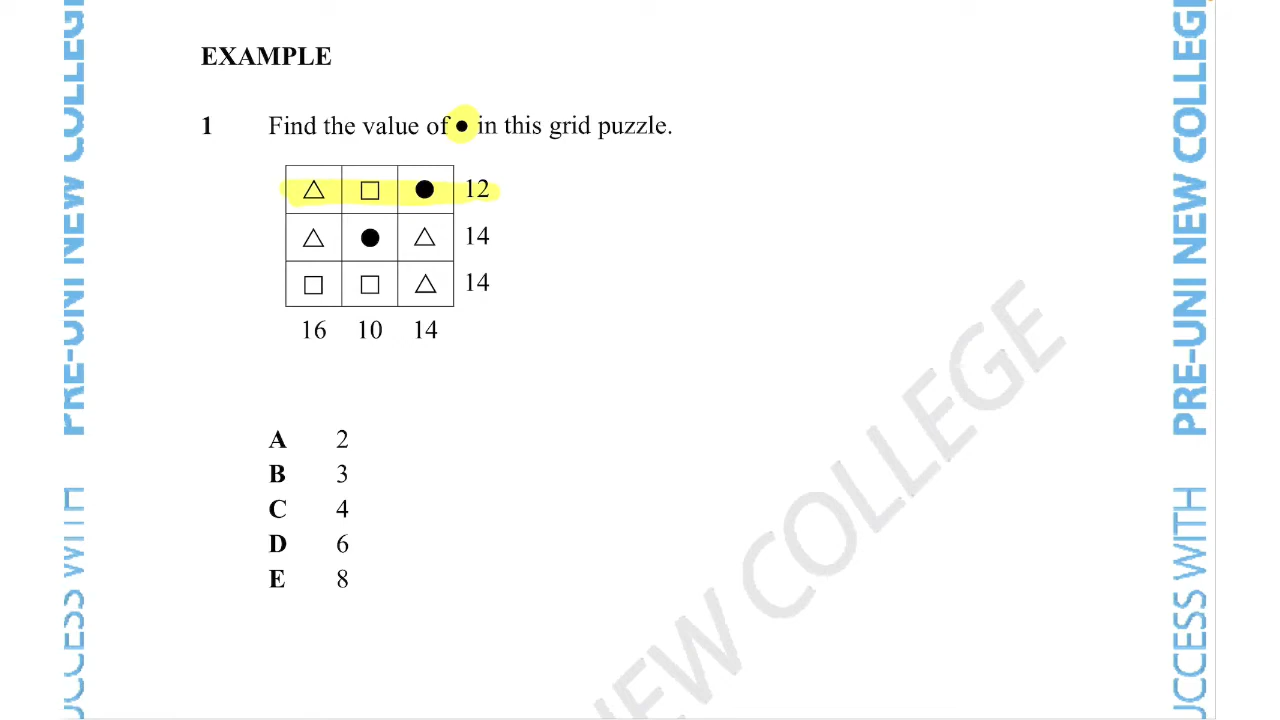 EXAMPLE
1 Find the value of ● in this grid puzzle.
△ □ ● 12
△ ● △ 14
□ □ △ 14
16 10 14
A 2
B 3
C 4
D 6
E 8
PRE-UNI NEW COLLEG
SUCCESS WITH
PRE-UNI NEW COLLEGE
SUCCESS WITH
NEW COLLEGE